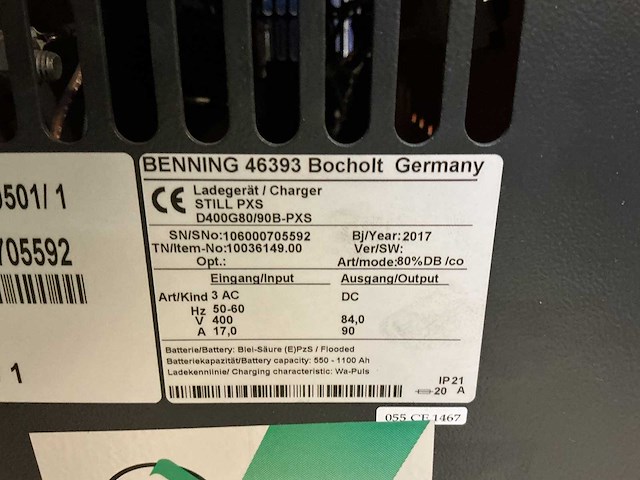 BENNING 46393 Bocholt Germany
Ladegerät / Charger
STILL PXS
D400G80/90B-PXS
SN/SNo: 106000705592 Bj/Year: 2017
TN/Item-No: 10036149.00 Ver/SW:
Opt.: Art/mode: 80%DB /co
Eingang/Input Ausgang/Output
Art/Kind 3 AC DC
Hz 50-60
V 400 84,0
A 17,0 90
Batterie/Battery: Blei-Säure (E)PzS / Flooded
Batteriekapazität/Battery capacity: 550 - 1100 Ah
Ladekennlinie/ Charging characteristic: Wa-Puls
IP 21
20 A
055 CE 1467
0501/ 1
705592
1